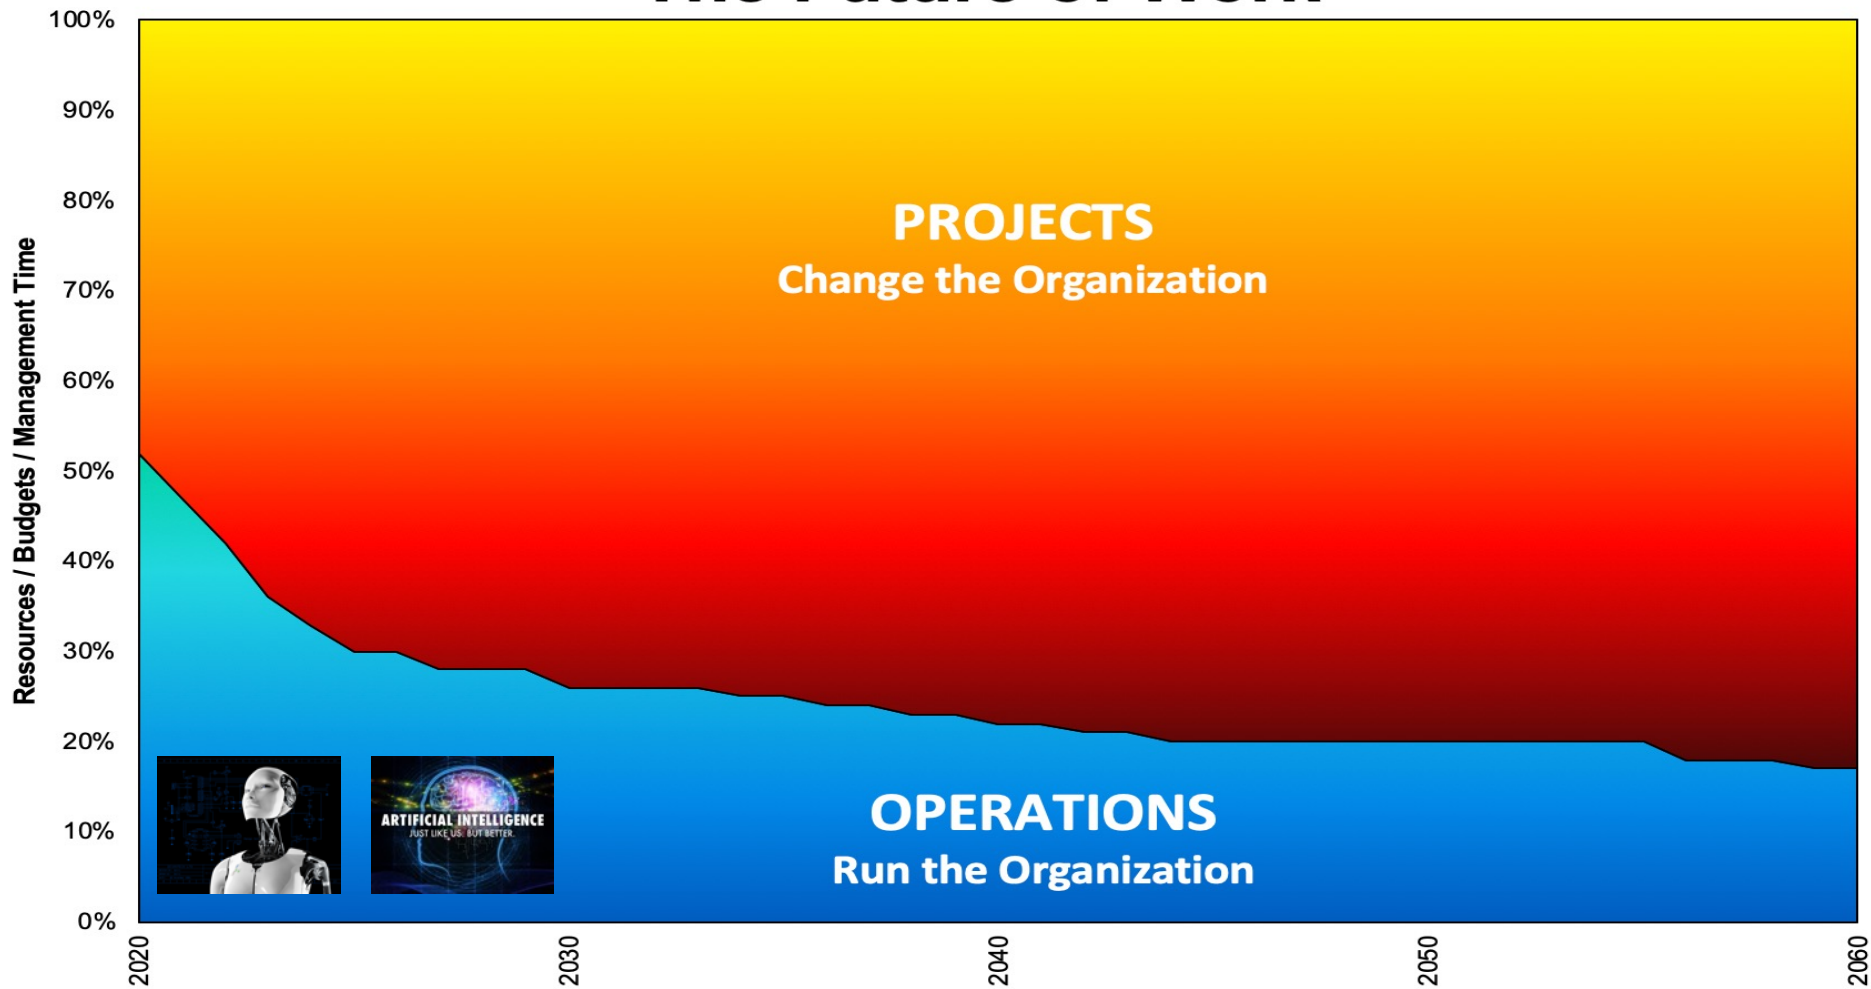 100%
90%
80%
70%
60%
50%
40%
30%
20%
10%
0%
Resources / Budgets / Management Time
PROJECTS
Change the Organization
OPERATIONS
Run the Organization
ARTIFICIAL INTELLIGENCE
JUST LIKE US. BUT BETTER.
2020
2030
2040
2050
2060